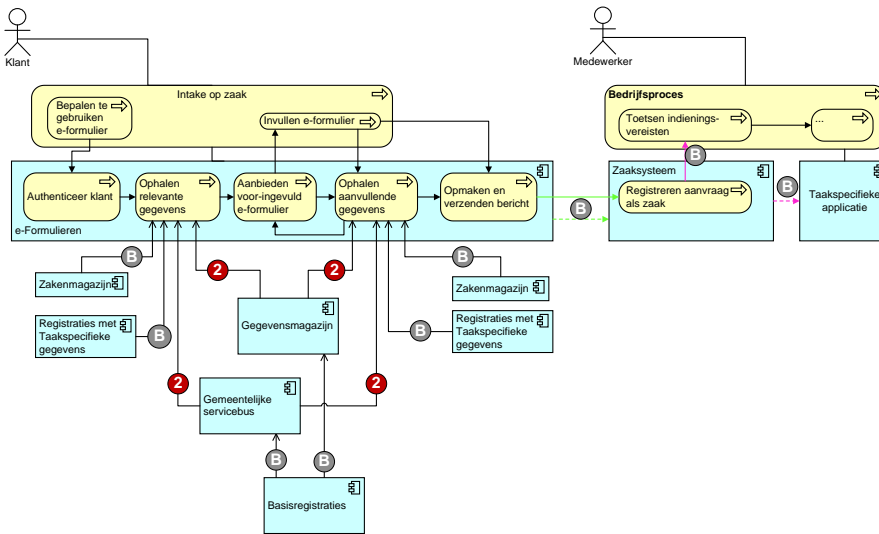 Klant
Medewerker
Intake op zaak
Bepalen te
gebruiken
e-formulier
Invullen e-formulier
Bedrijfsproces
Toetsen indienings-
vereisten
...
B
Authenticeer klant
Ophalen
relevante
gegevens
Aanbieden
voor-ingevuld
e-formulier
Ophalen
aanvullende
gegevens
Opmaken en
verzenden bericht
e-Formulieren
B
Zaaksysteem
Registreren aanvraag
als zaak
B
Taakspecifieke
applicatie
B
2
2
B
Zakenmagazijn
Zakenmagazijn
Registraties met
Taakspecifieke
gegevens
B
Gegevensmagazijn
B
Registraties met
Taakspecifieke
gegevens
2
2
Gemeentelijke
servicebus
B
B
Basisregistraties